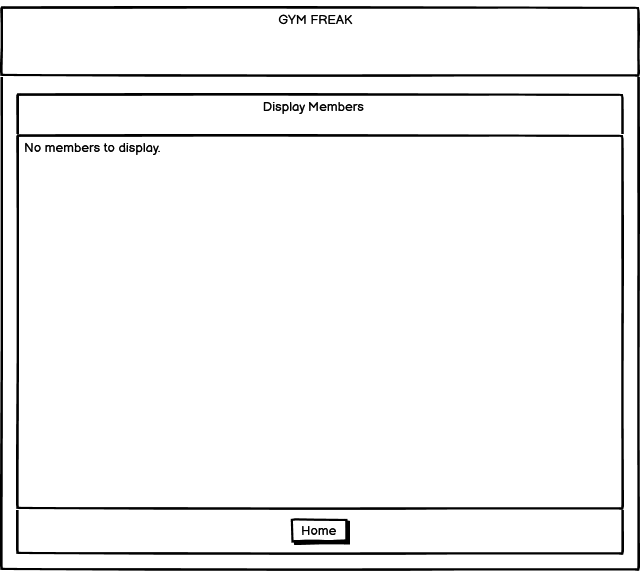 GYM FREAK
Display Members
No members to display.
Home